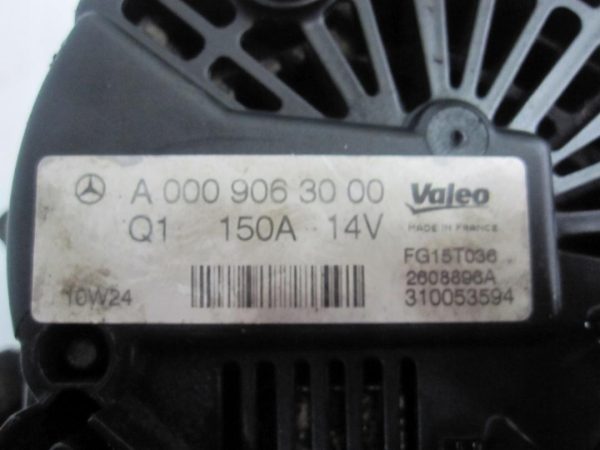 A 000 906 30 00 Valeo
MADE IN FRANCE
Q1 150A 14V
FG15T036
2608896A
10W24 310053594